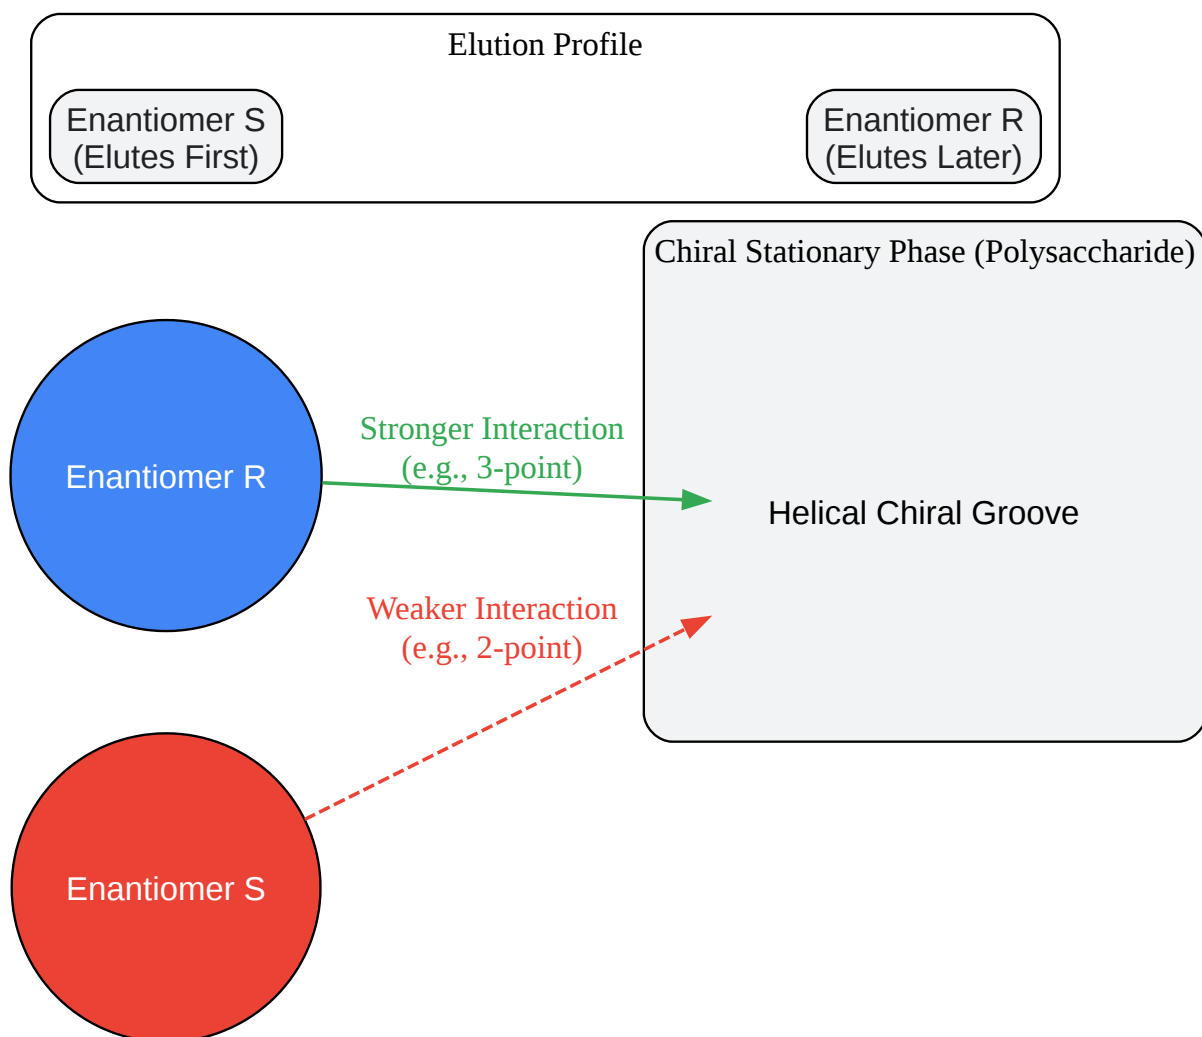 Elution Profile
Enantiomer S
(Elutes First)
Enantiomer R
(Elutes Later)
Chiral Stationary Phase (Polysaccharide)
Stronger Interaction
(e.g., 3-point)
Enantiomer R
Helical Chiral Groove
Weaker Interaction
(e.g., 2-point)
Enantiomer S